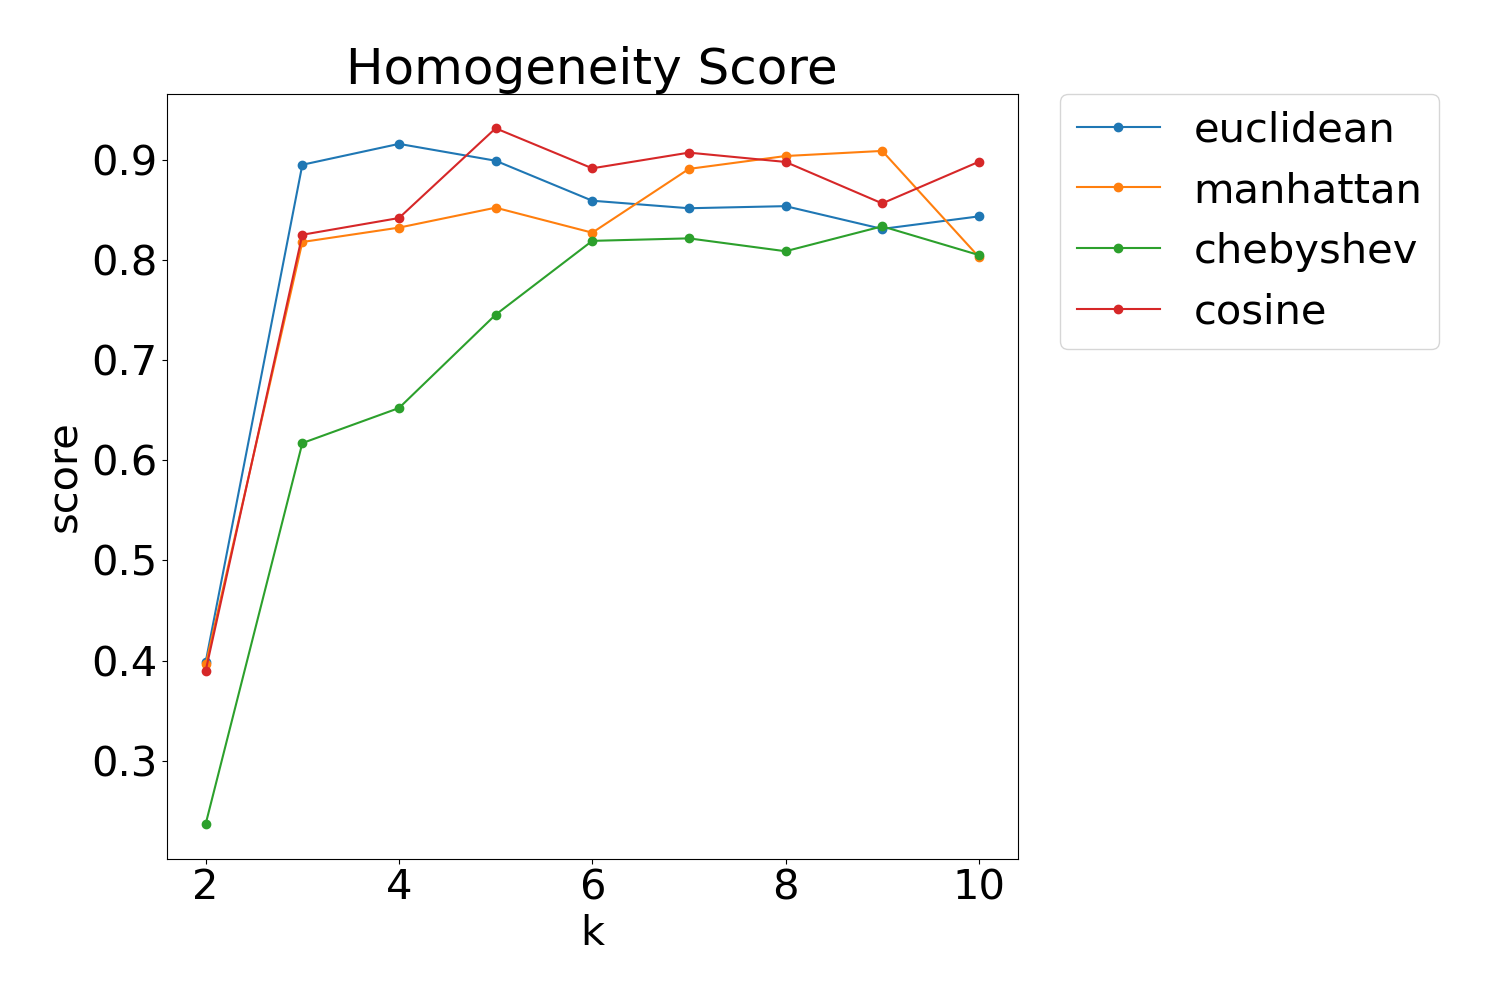 Homogeneity Score
euclidean
manhattan
chebyshev
cosine
score
0.9
0.8
0.7
0.6
0.5
0.4
0.3
2 4 6 8 10
k